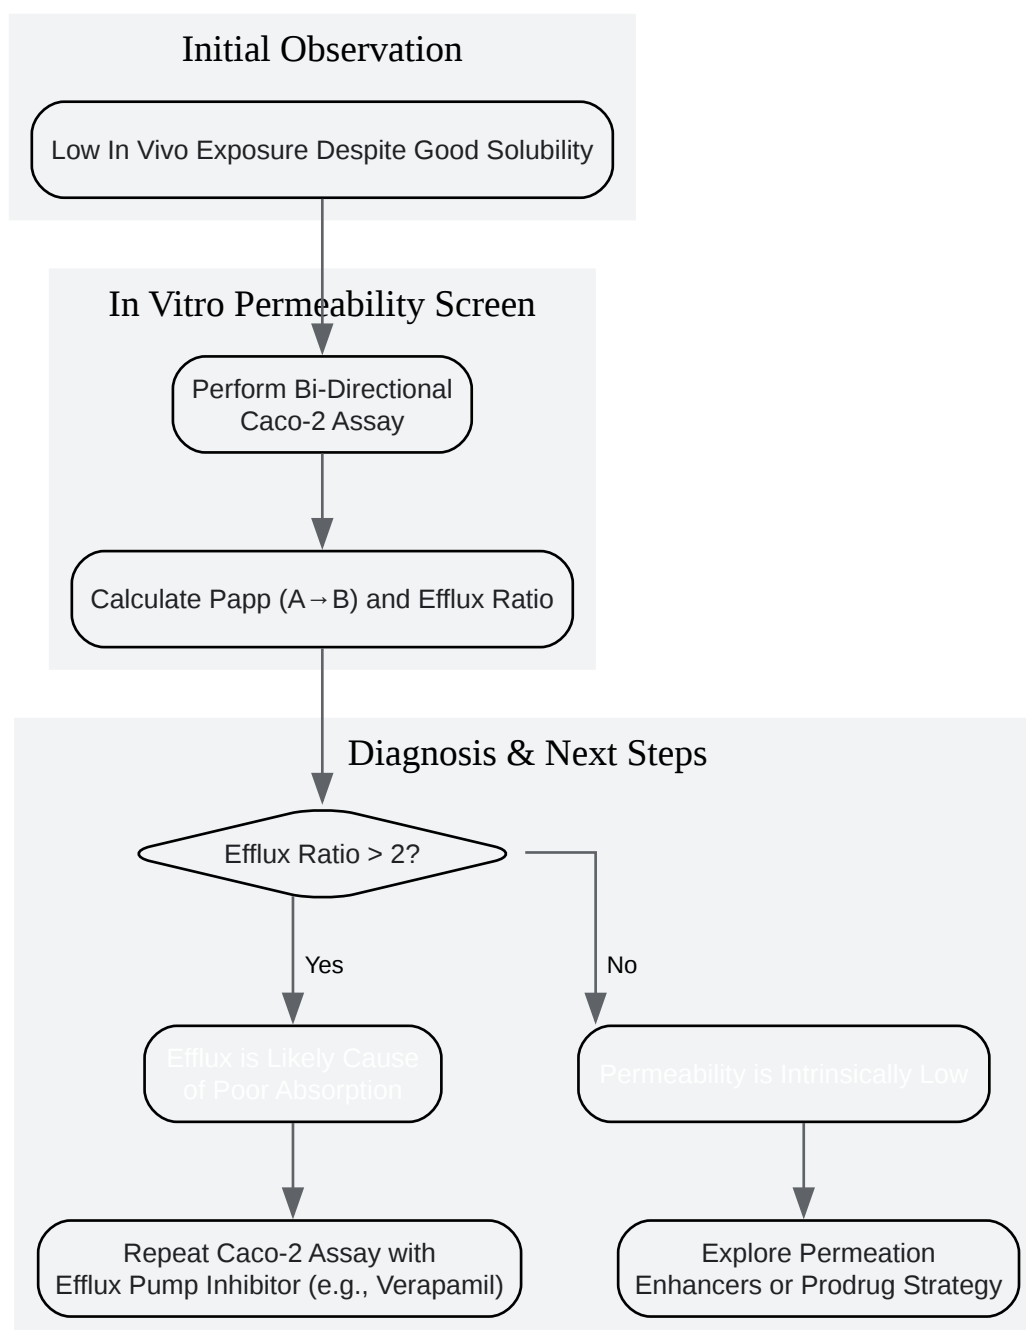 Initial Observation
Low In Vivo Exposure Despite Good Solubility
In Vitro Permeability Screen
Perform Bi-Directional
Caco-2 Assay
Calculate Papp (A→B) and Efflux Ratio
Diagnosis & Next Steps
Efflux Ratio > 2?
Yes
No
Efflux is Likely Cause
of Poor Absorption
Permeability is Intrinsically Low
Repeat Caco-2 Assay with
Efflux Pump Inhibitor (e.g., Verapamil)
Explore Permeation
Enhancers or Prodrug Strategy